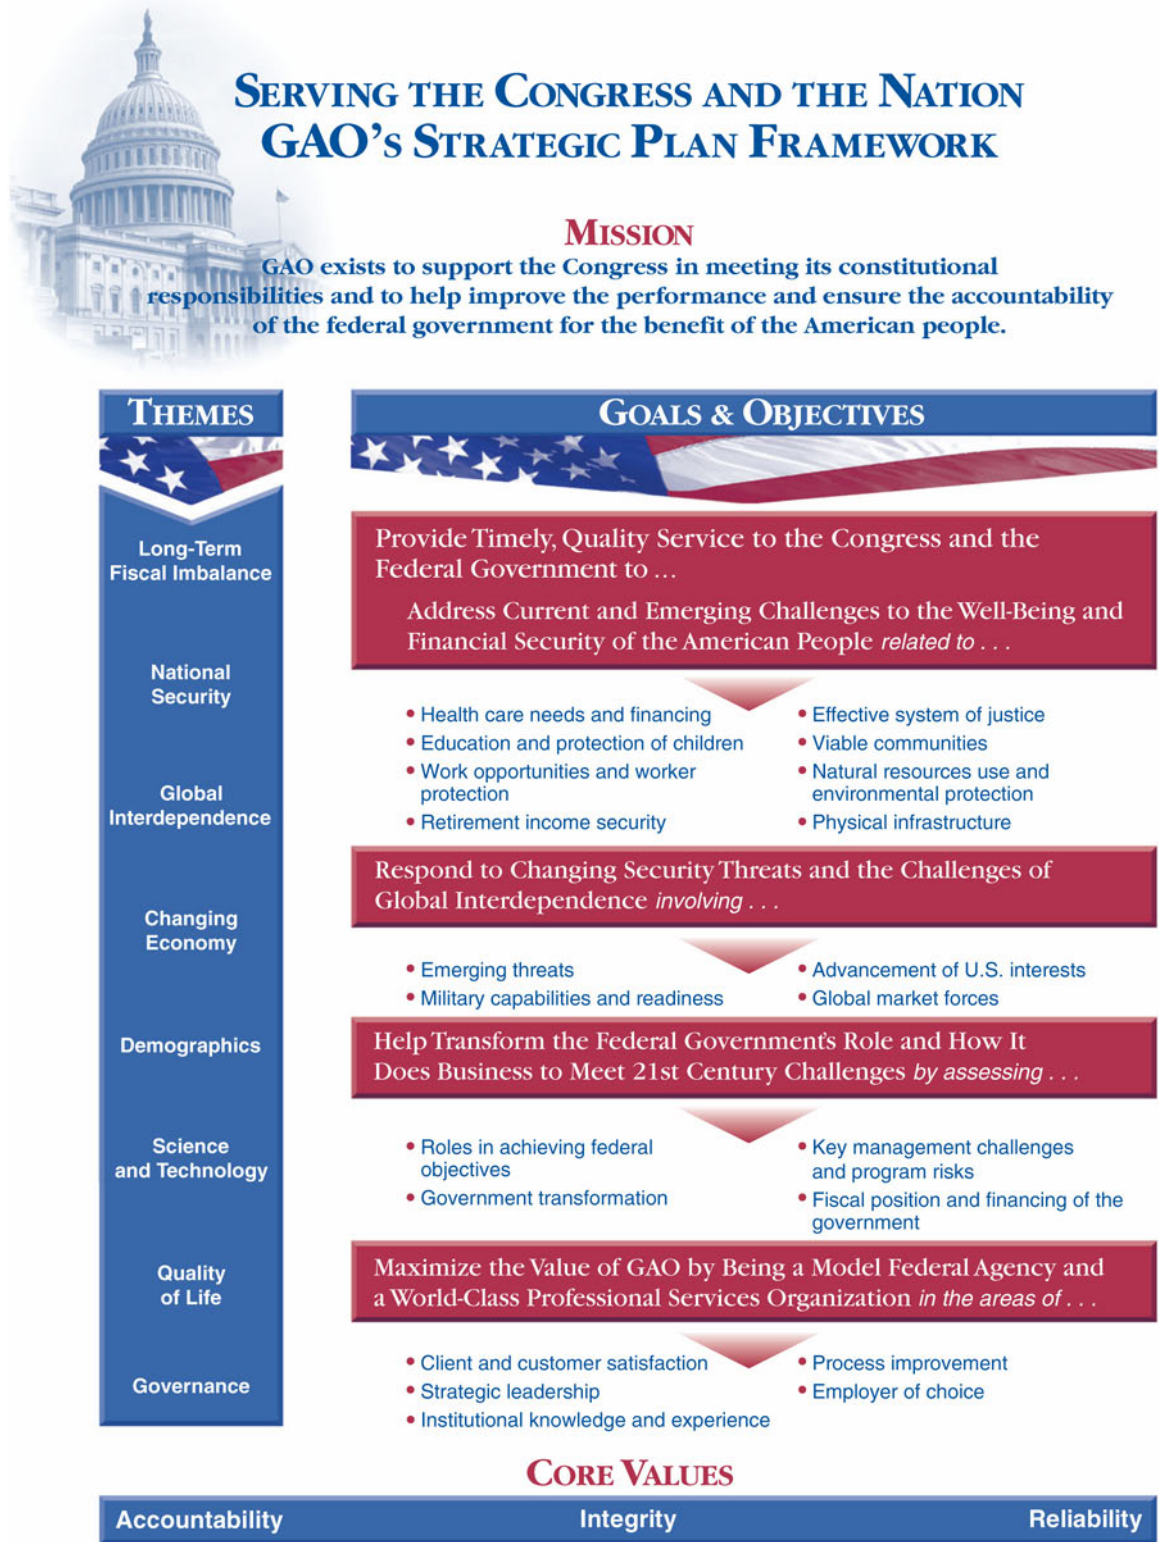 SERVING THE CONGRESS AND THE NATION
GAO'S STRATEGIC PLAN FRAMEWORK
MISSION
GAO exists to support the Congress in meeting its constitutional
responsibilities and to help improve the performance and ensure the accountability
of the federal government for the benefit of the American people.
THEMES
Long-Term
Fiscal Imbalance
National
Security
Global
Interdependence
Changing
Economy
Demographics
Science
and Technology
Quality
of Life
Governance
GOALS & OBJECTIVES
Provide Timely, Quality Service to the Congress and the
Federal Government to ...
Address Current and Emerging Challenges to the Well-Being and
Financial Security of the American People related to . . .
• Health care needs and financing
• Education and protection of children
• Work opportunities and worker
protection
• Retirement income security
• Effective system of justice
• Viable communities
• Natural resources use and
environmental protection
• Physical infrastructure
Respond to Changing Security Threats and the Challenges of
Global Interdependence involving . . .
• Emerging threats
• Military capabilities and readiness
• Advancement of U.S. interests
• Global market forces
Help Transform the Federal Government's Role and How It
Does Business to Meet 21st Century Challenges by assessing . . .
• Roles in achieving federal
objectives
• Government transformation
• Key management challenges
and program risks
• Fiscal position and financing of the
government
Maximize the Value of GAO by Being a Model Federal Agency and
a World-Class Professional Services Organization in the areas of . . .
• Client and customer satisfaction
• Strategic leadership
• Institutional knowledge and experience
• Process improvement
• Employer of choice
CORE VALUES
Accountability
Integrity
Reliability